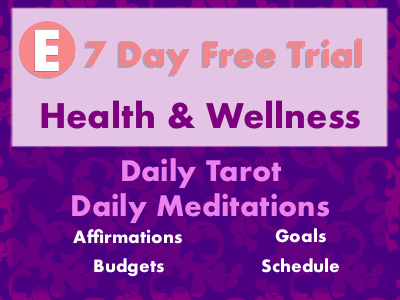 E 7 Day Free Trial
Health & Wellness
Daily Tarot
Daily Meditations
Affirmations Goals
Budgets Schedule